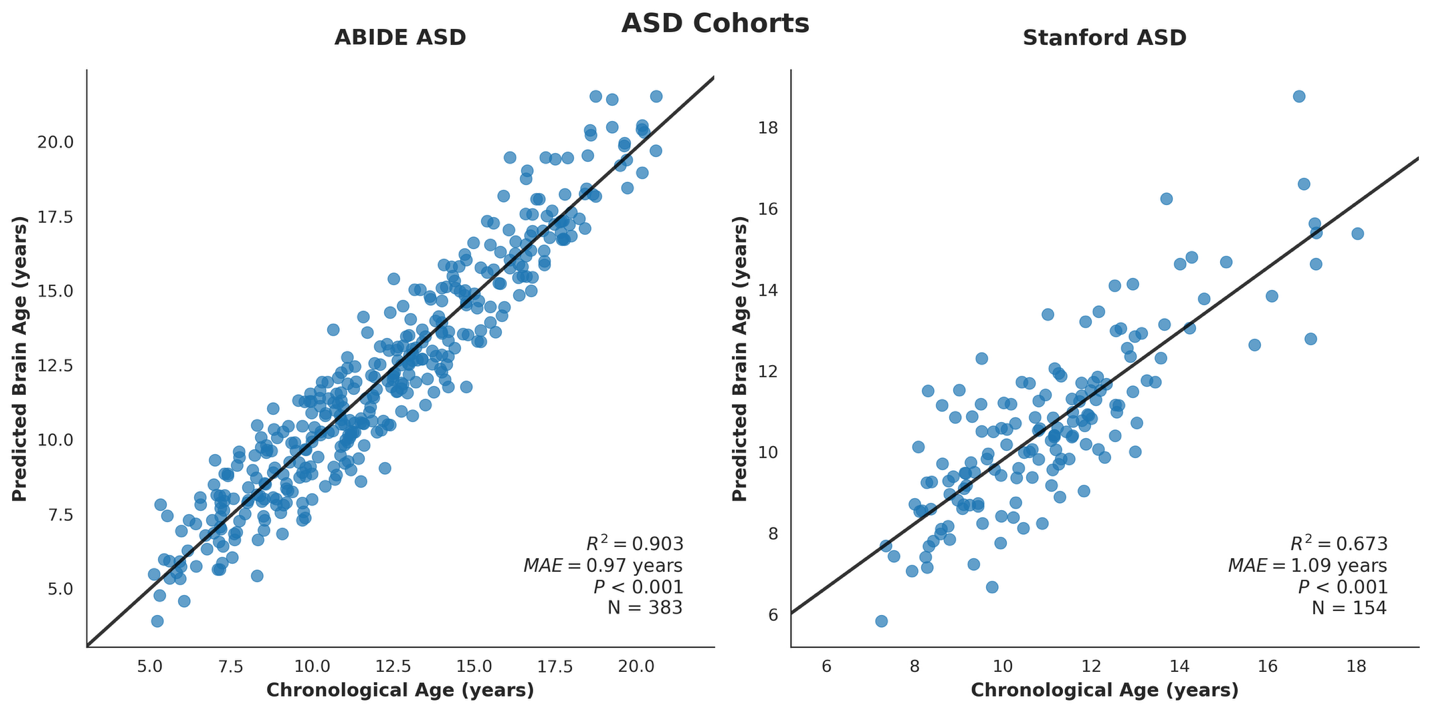 ASD Cohorts
ABIDE ASD
Predicted Brain Age (years)
20.0
17.5
15.0
12.5
10.0
7.5
5.0
R² = 0.903
MAE = 0.97 years
P < 0.001
N = 383
5.0 7.5 10.0 12.5 15.0 17.5 20.0
Chronological Age (years)
Stanford ASD
Predicted Brain Age (years)
18
16
14
12
10
8
6
R² = 0.673
MAE = 1.09 years
P < 0.001
N = 154
6 8 10 12 14 16 18
Chronological Age (years)